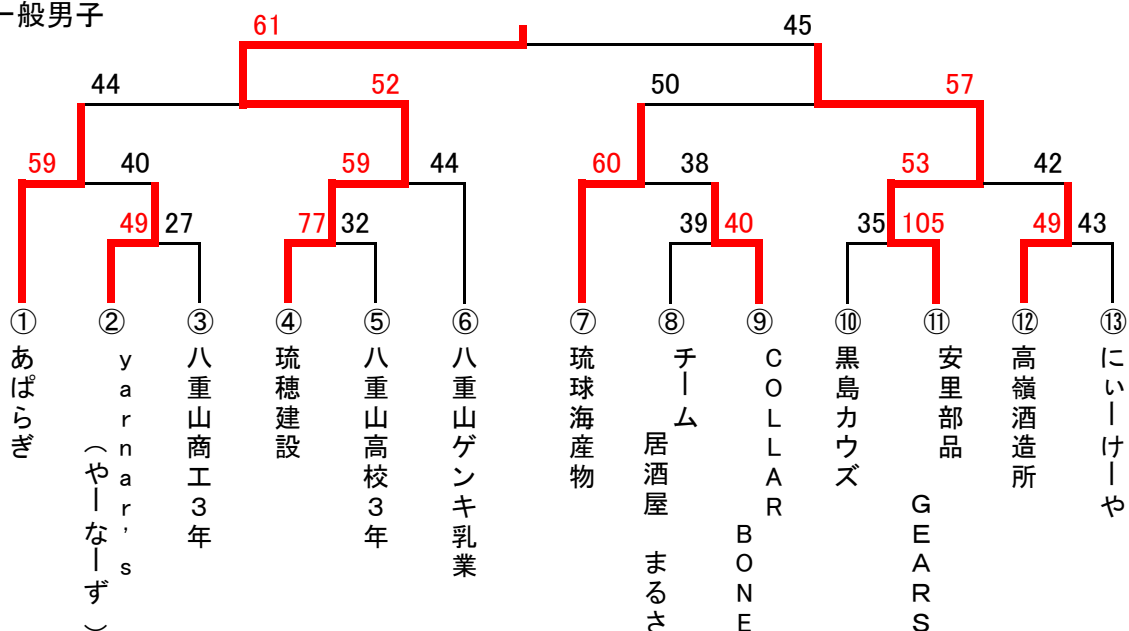 一般男子
61 45
44 52 50 57
59 40 59 44 60 38 53 42
49 27 77 32 39 40 35 105 49 43
① ② ③ ④ ⑤ ⑥ ⑦ ⑧ ⑨ ⑩ ⑪ ⑫ ⑬
あぱらぎ
yarnar's
(やーなーず)
八重山商工3年
琉穂建設
八重山高校3年
八重山ゲンキ乳業
琉球海産物
チーム
居酒屋 まるさ
COLLAR
BONE
黒島カウズ
安里部品
GEARS
高嶺酒造所
にぃーけーや